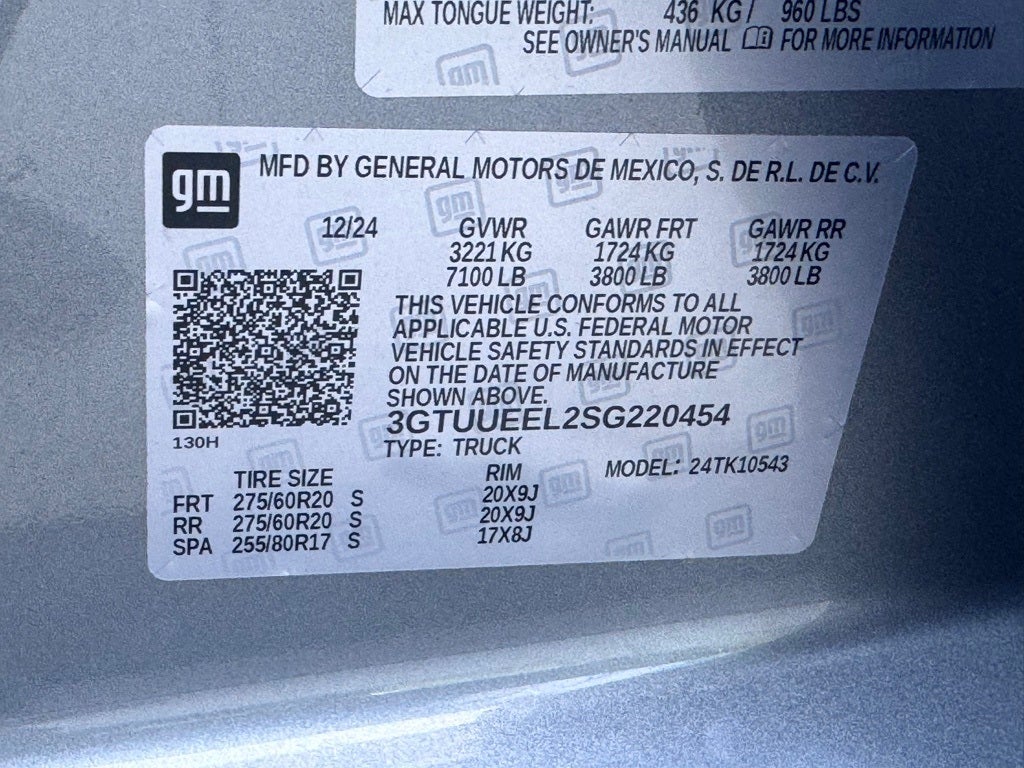 MAX TONGUE WEIGHT: 436 KG / 960 LBS
SEE OWNER'S MANUAL FOR MORE INFORMATION
gm MFD BY GENERAL MOTORS DE MEXICO, S. DE R.L. DE C.V.
12/24 GVWR GAWR FRT GAWR RR
3221 KG 1724 KG 1724 KG
7100 LB 3800 LB 3800 LB
THIS VEHICLE CONFORMS TO ALL
APPLICABLE U.S. FEDERAL MOTOR
VEHICLE SAFETY STANDARDS IN EFFECT
ON THE DATE OF MANUFACTURE
SHOWN ABOVE.
3GTUUEEL2SG220454
130H
TYPE: TRUCK
TIRE SIZE RIM MODEL: 24TK10543
FRT 275/60R20 S 20X9J
RR 275/60R20 S 20X9J
SPA 255/80R17 S 17X8J